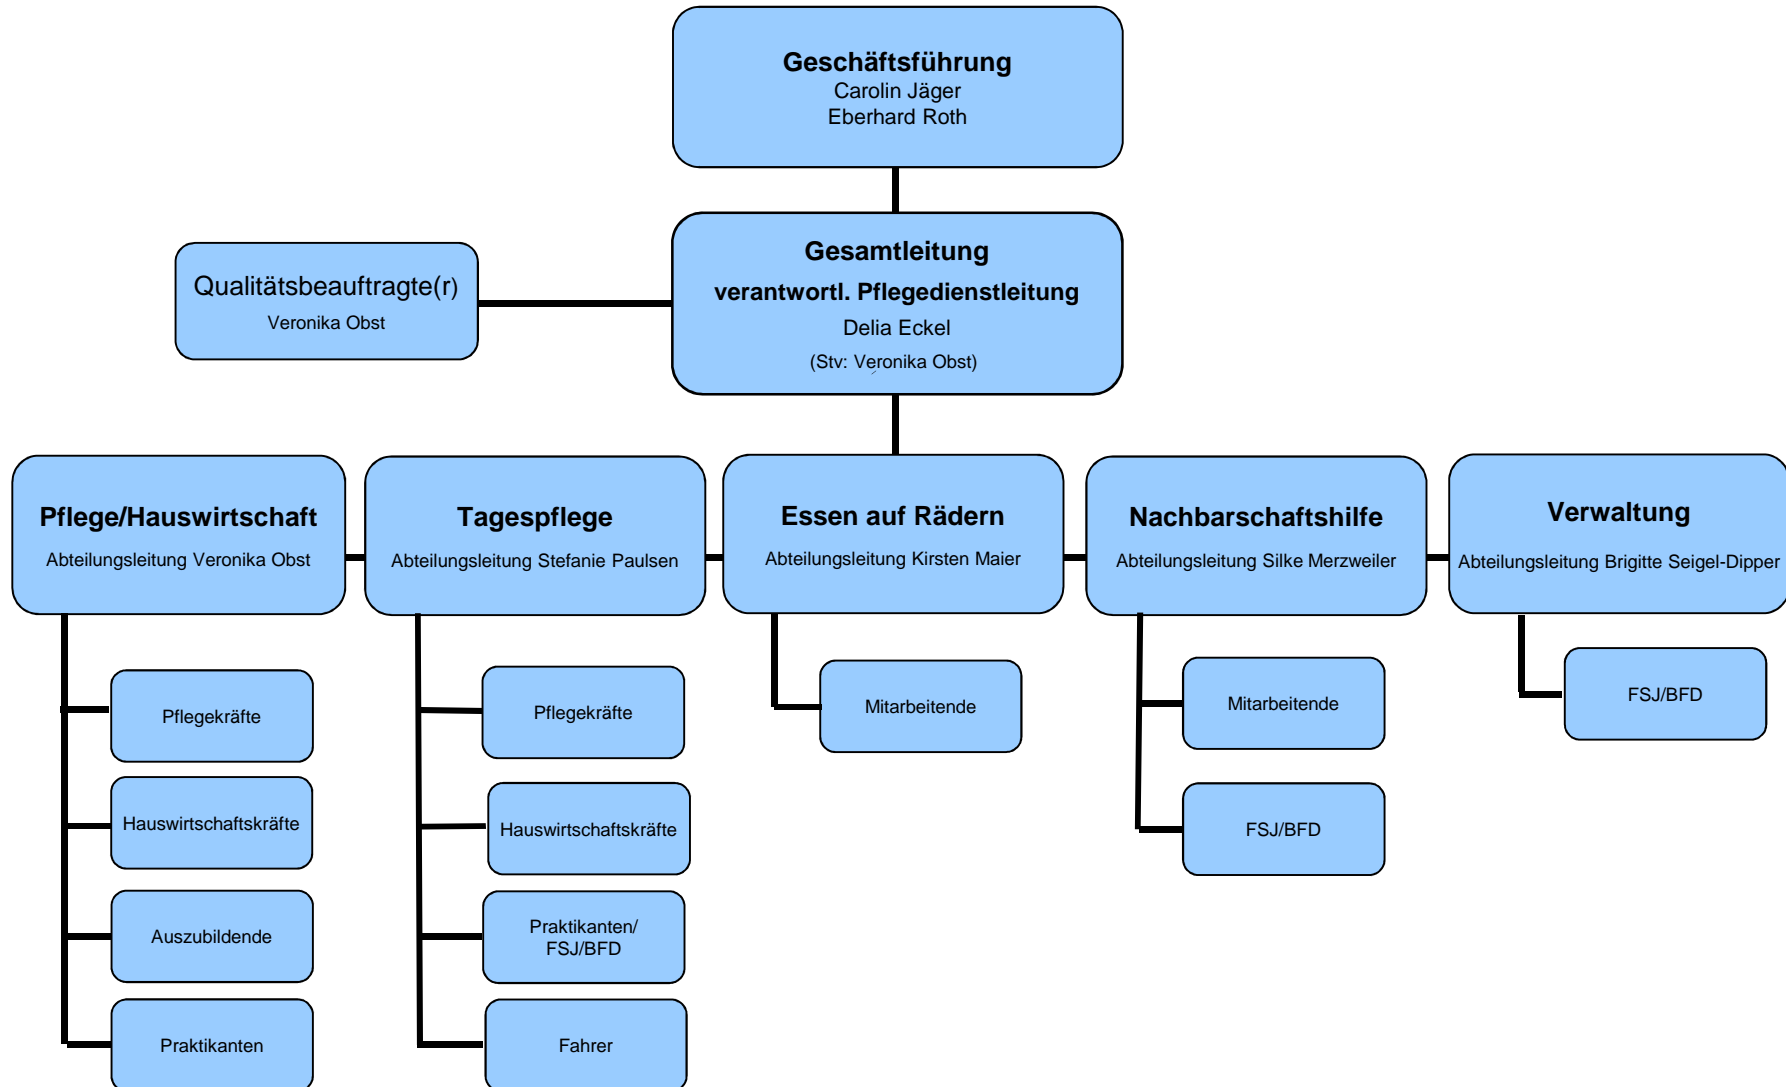 Geschäftsführung
Carolin Jäger
Eberhard Roth
Gesamtleitung
verantwortl. Pflegedienstleitung
Delia Eckel
(Stv: Veronika Obst)
Qualitätsbeauftragte(r)
Veronika Obst
Pflege/Hauswirtschaft
Abteilungsleitung Veronika Obst
Tagespflege
Abteilungsleitung Stefanie Paulsen
Essen auf Rädern
Abteilungsleitung Kirsten Maier
Nachbarschaftshilfe
Abteilungsleitung Silke Merzweiler
Verwaltung
Abteilungsleitung Brigitte Seigel-Dipper
Pflegekräfte
Hauswirtschaftskräfte
Auszubildende
Praktikanten
Pflegekräfte
Hauswirtschaftskräfte
Praktikanten/
FSJ/BFD
Fahrer
Mitarbeitende
Mitarbeitende
FSJ/BFD
FSJ/BFD